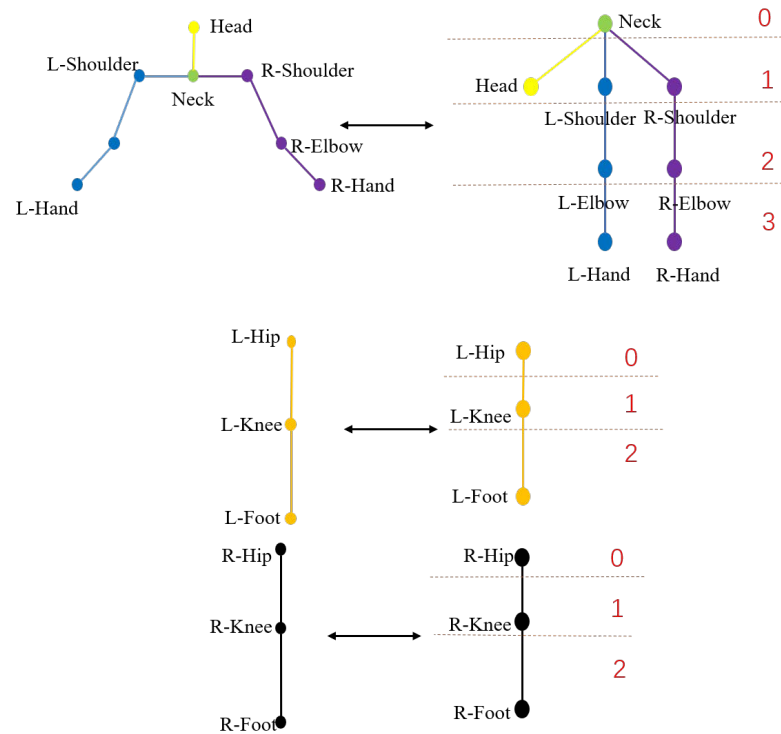 Head
L-Shoulder
R-Shoulder
Neck
R-Elbow
R-Hand
L-Hand
Neck
0
Head
1
L-Shoulder
R-Shoulder
2
L-Elbow
R-Elbow
3
L-Hand
R-Hand
L-Hip
L-Knee
L-Foot
L-Hip
0
L-Knee
1
2
L-Foot
R-Hip
R-Knee
R-Foot
R-Hip
0
1
R-Knee
2
R-Foot